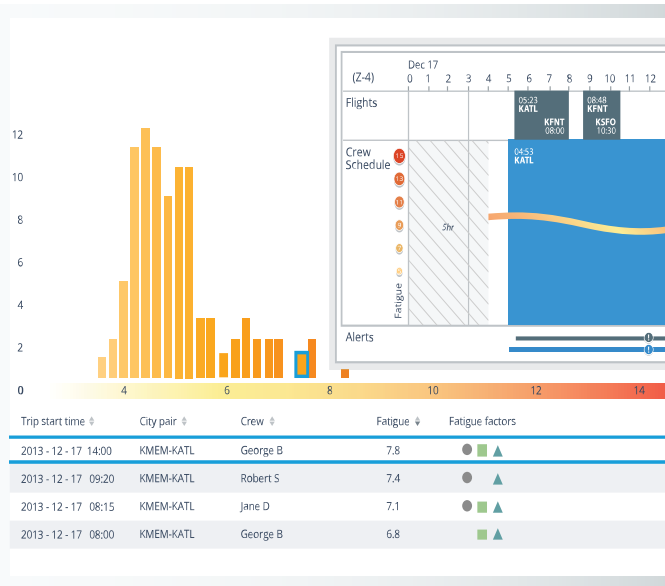 Dec 17
(Z-4)
0 1 2 3 4 5 6 7 8 9 10 11 12
Flights
05:23
KATL
KFNT
08:00
08:48
KFNT
KSFO
10:30
Crew
Schedule
15
13
11
9
7
Fatigue
5hr
04:53
KATL
Alerts
12
10
8
6
4
2
0
4 6 8 10 12 14
Trip start time City pair Crew Fatigue Fatigue factors
2013 - 12 - 17 14:00 KMEM-KATL George B 7.8
2013 - 12 - 17 09:20 KMEM-KATL Robert S 7.4
2013 - 12 - 17 08:15 KMEM-KATL Jane D 7.1
2013 - 12 - 17 08:00 KMEM-KATL George B 6.8